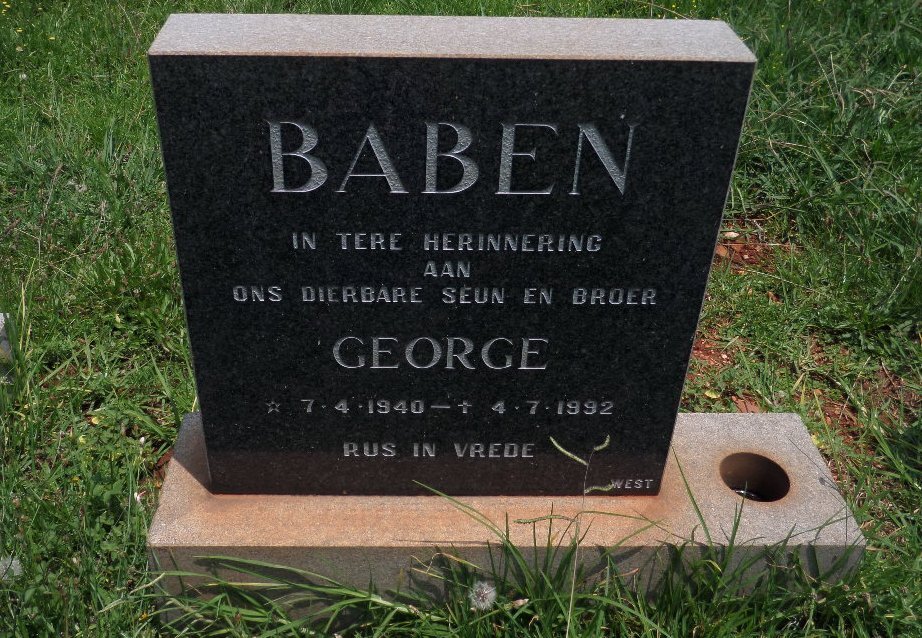 BABEN
IN TERE HERINNERING
AAN
ONS DIERBARE SEUN EN BROER
GEORGE
☆ 7·4·1940 — † 4·7·1992
RUS IN VREDE
WEST